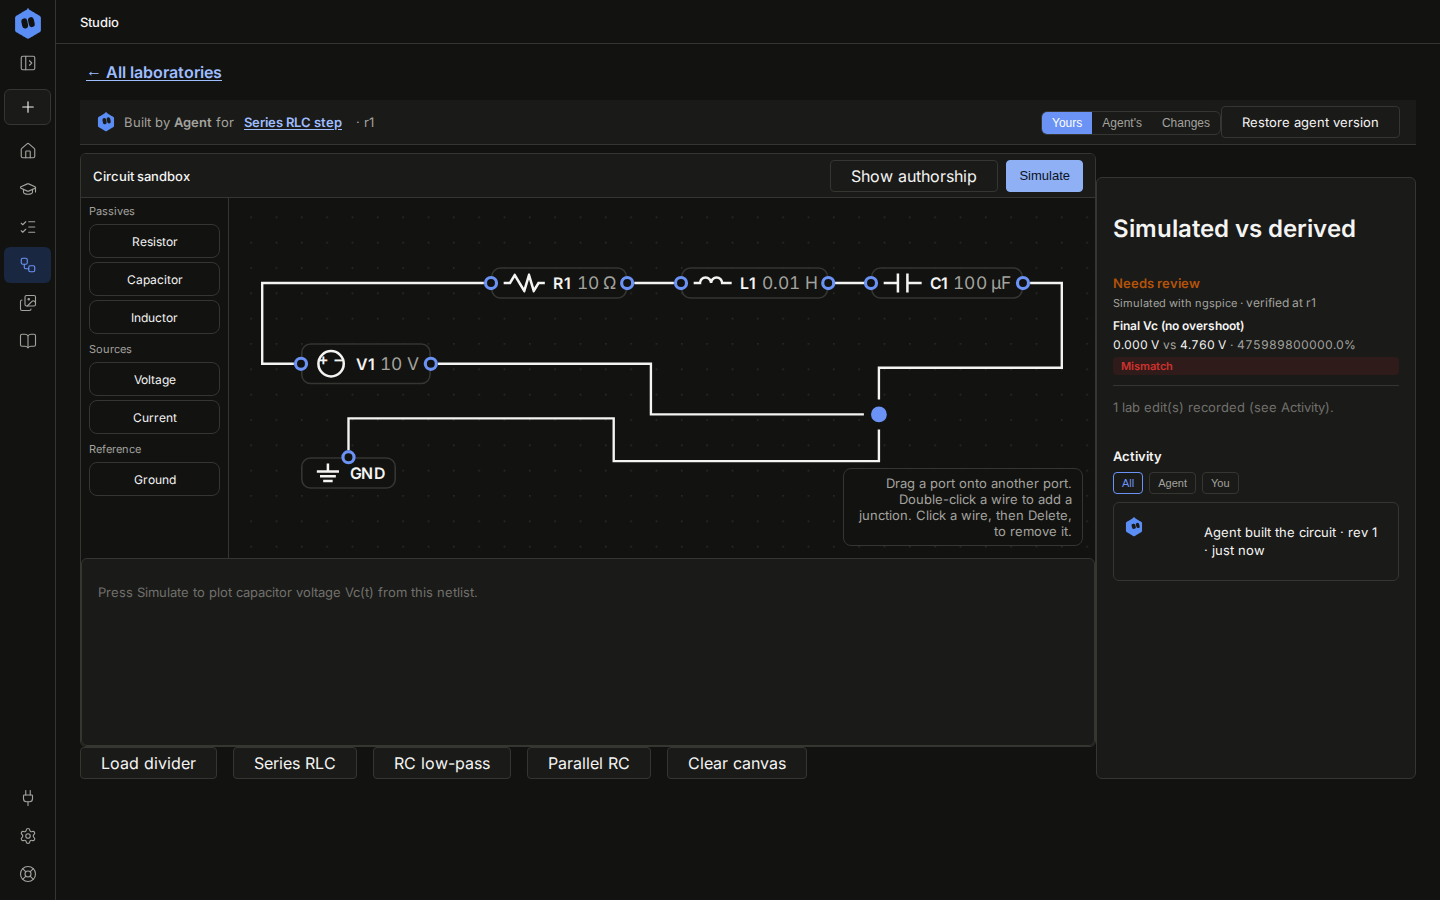 Studio
← All laboratories
Built by Agent for Series RLC step · r1
Yours
Agent's
Changes
Restore agent version
Circuit sandbox
Show authorship
Simulate
Passives
Resistor
Capacitor
Inductor
Sources
Voltage
Current
Reference
Ground
R1 10 Ω
L1 0.01 H
C1 100 µF
V1 10 V
GND
Drag a port onto another port.
Double-click a wire to add a
junction. Click a wire, then Delete,
to remove it.
Press Simulate to plot capacitor voltage Vc(t) from this netlist.
Load divider
Series RLC
RC low-pass
Parallel RC
Clear canvas
Simulated vs derived
Needs review
Simulated with ngspice · verified at r1
Final Vc (no overshoot)
0.000 V vs 4.760 V · 475989800000.0%
Mismatch
1 lab edit(s) recorded (see Activity).
Activity
All
Agent
You
Agent built the circuit · rev 1
· just now